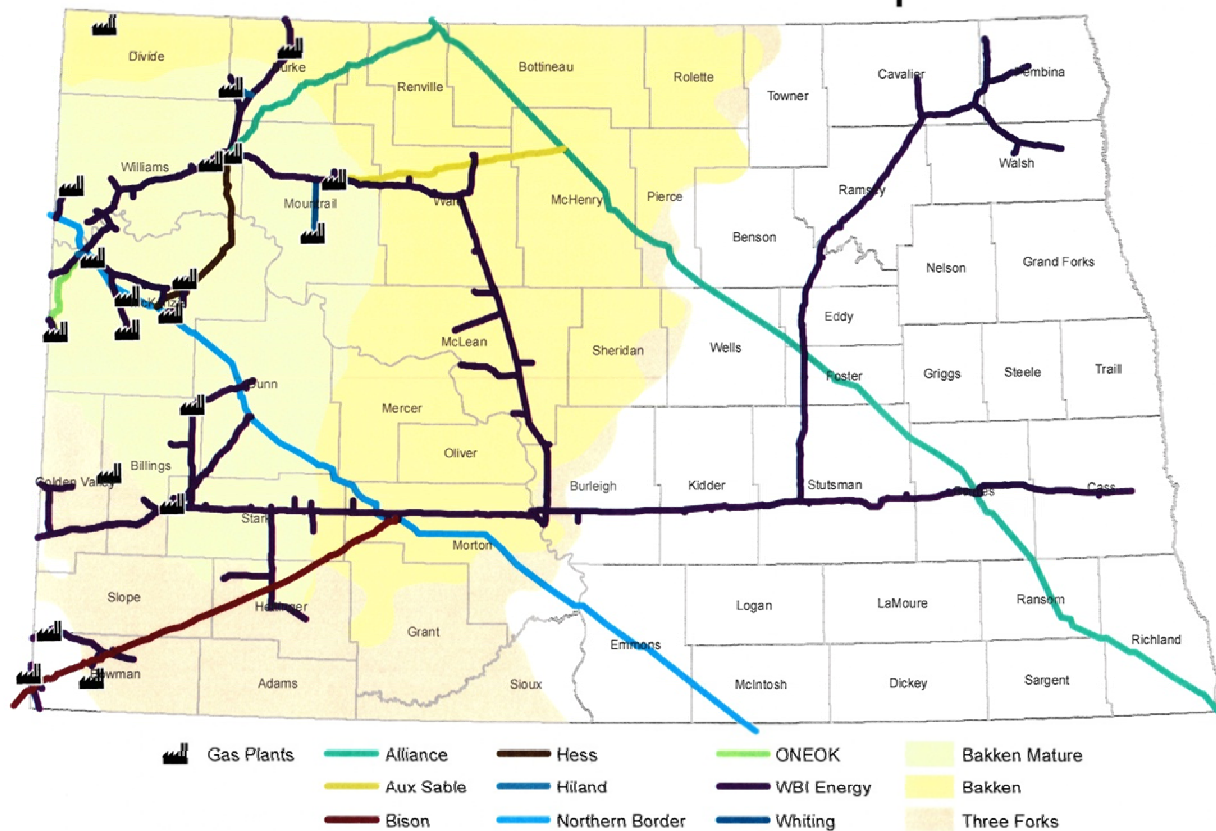 Divide
Burke
Renville
Bottineau
Rolette
Towner
Cavalier
Pembina
Walsh
Williams
Mountrail
Ward
McHenry
Pierce
Ramsey
Benson
Nelson
Grand Forks
McKenzie
McLean
Sheridan
Wells
Eddy
Foster
Griggs
Steele
Traill
Dunn
Mercer
Oliver
Billings
Golden Valley
Burleigh
Kidder
Stutsman
Barnes
Cass
Stark
Morton
Slope
Hettinger
Grant
Logan
LaMoure
Ransom
Richland
Emmons
Bowman
Adams
Sioux
McIntosh
Dickey
Sargent
Gas Plants Alliance Hess ONEOK Bakken Mature
Aux Sable Hiland WBI Energy Bakken
Bison Northern Border Whiting Three Forks